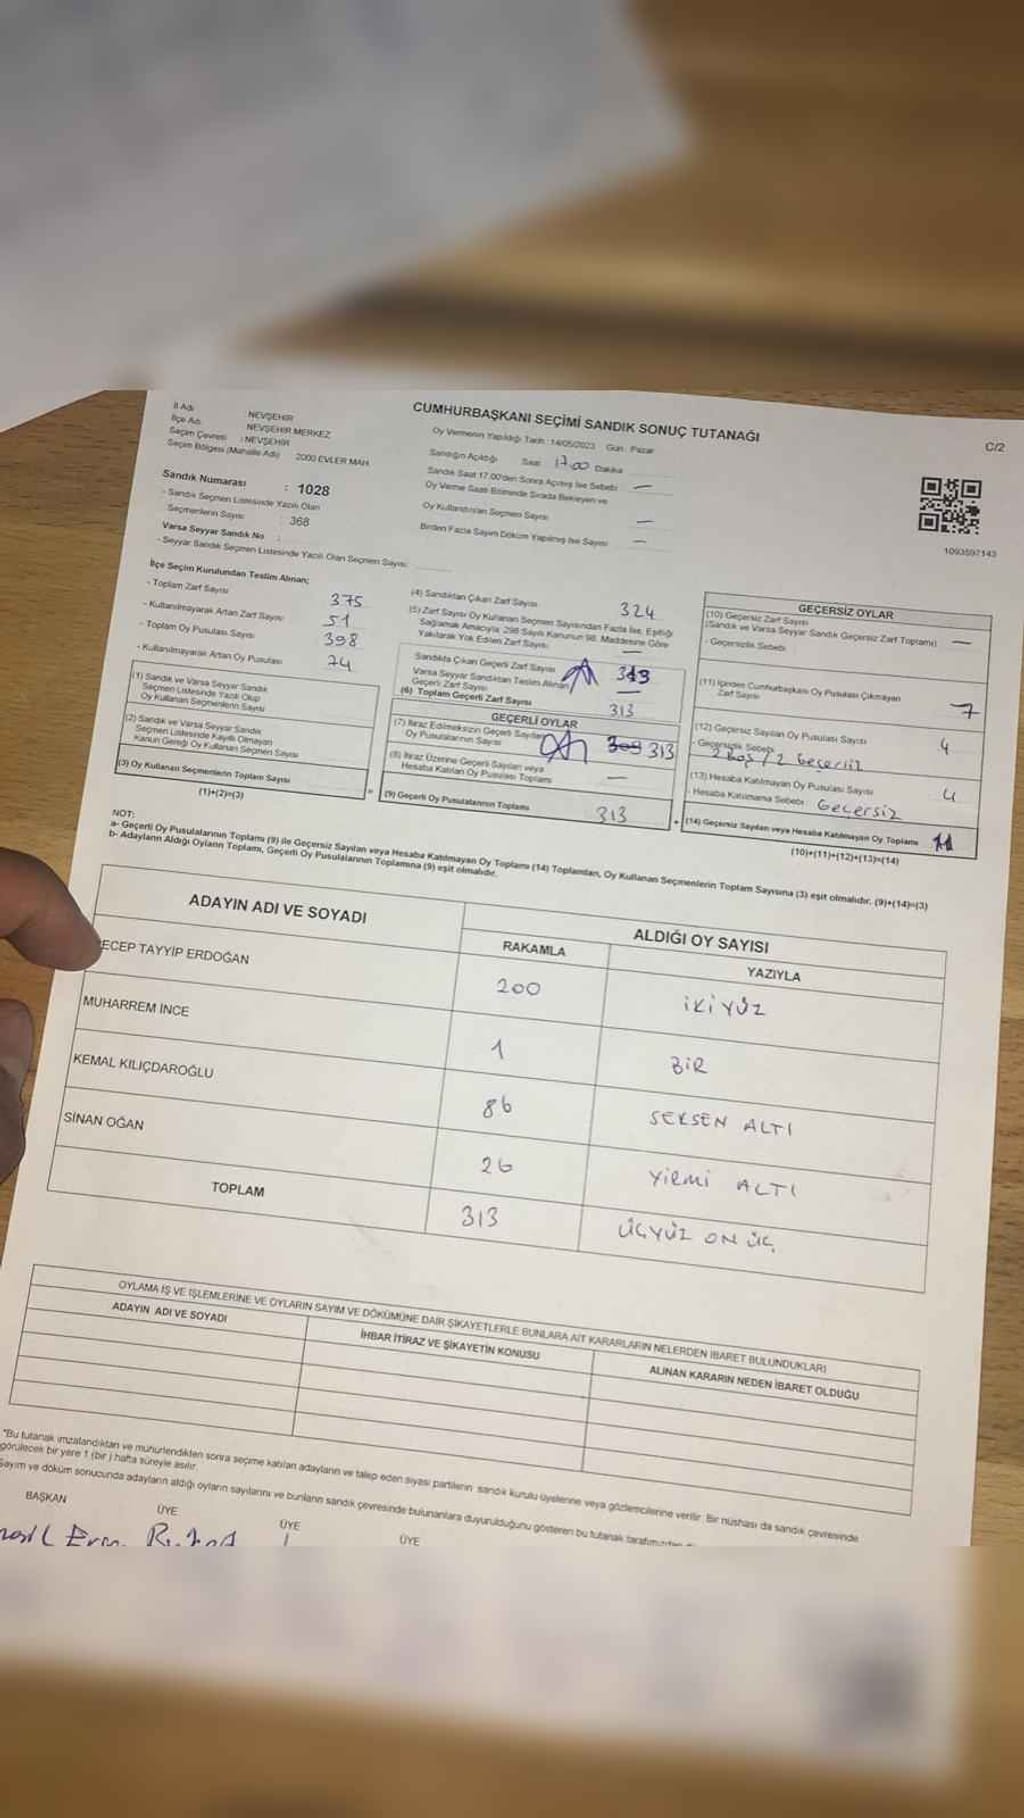 CUMHURBAŞKANI SEÇİMİ SANDIK SONUÇ TUTANAĞI
C/2
İl Adı NEVŞEHİR
İlçe Adı NEVŞEHİR MERKEZ
Seçim Çevresi : NEVŞEHİR
Seçim Bölgesi (Mahalle Adı) 2000 EVLER MAH.
Sandık Numarası : 1028
- Sandık Seçmen Listesinde Yazılı Olan
Seçmenlerin Sayısı 368
Varsa Seyyar Sandık No :
- Seyyar Sandık Seçmen Listesinde Yazılı Olan Seçmen Sayısı:
Oy Vermenin Yapıldığı Tarih : 14/05/2023 Gün : Pazar
Sandığın Açıldığı Saat 17.00 Dakika
Sandık Saat 17.00'den Sonra Açılmış İse Sebebi —
Oy Verme Saati Bitiminde Sırada Bekleyen ve
Oy Kullandırılan Seçmen Sayısı —
Birden Fazla Sayım Döküm Yapılmış İse Sayısı —
1093597143
İlçe Seçim Kurulundan Teslim Alınan;
- Toplam Zarf Sayısı 375
- Kullanılmayarak Artan Zarf Sayısı 51
- Toplam Oy Pusulası Sayısı 398
- Kullanılmayarak Artan Oy Pusulası 74
(1) Sandık ve Varsa Seyyar Sandık
Seçmen Listesinde Yazılı Olup
Oy Kullanan Seçmenlerin Sayısı
(2) Sandık ve Varsa Seyyar Sandık
Seçmen Listesinde Kayıtlı Olmayan
Kanun Gereği Oy Kullanan Seçmen Sayısı
(3) Oy Kullanan Seçmenlerin Toplam Sayısı
(1)+(2)=(3)
(4) Sandıktan Çıkan Zarf Sayısı 324
(5) Zarf Sayısı Oy Kullanan Seçmen Sayısından Fazla İse, Eşitliği
Sağlamak Amacıyla, 298 Sayılı Kanunun 98. Maddesine Göre
Yakılarak Yok Edilen Zarf Sayısı —
Sandıkta Çıkan Geçerli Zarf Sayısı 313
Varsa Seyyar Sandıktan Teslim Alınan
Geçerli Zarf Sayısı —
(6) Toplam Geçerli Zarf Sayısı 313
GEÇERLİ OYLAR
(7) İtiraz Edilmeksizin Geçerli Sayılan
Oy Pusulalarının Sayısı 309 313
(8) İtiraz Üzerine Geçerli Sayılan veya
Hesaba Katılan Oy Pusulası Toplamı —
(9) Geçerli Oy Pusulalarının Toplamı 313
GEÇERSİZ OYLAR
(10) Geçersiz Zarf Sayısı
(Sandık ve Varsa Seyyar Sandık Geçersiz Zarf Toplamı) —
- Geçersizlik Sebebi
(11) İçinden Cumhurbaşkanı Oy Pusulası Çıkmayan
Zarf Sayısı 7
(12) Geçersiz Sayılan Oy Pusulası Sayısı 4
- Geçersizlik Sebebi 2 Boş / 2 Geçersiz
(13) Hesaba Katılmayan Oy Pusulası Sayısı 4
- Hesaba Katılmama Sebebi : Geçersiz
(14) Geçersiz Sayılan veya Hesaba Katılmayan Oy Toplamı 11
(10)+(11)+(12)+(13)=(14)
NOT:
a- Geçerli Oy Pusulalarının Toplamı (9) ile Geçersiz Sayılan veya Hesaba Katılmayan Oy Toplamı (14) Toplamları, Oy Kullanan Seçmenlerin Toplam Sayısına (3) eşit olmalıdır. (9)+(14)=(3)
b- Adayların Aldığı Oyların Toplamı, Geçerli Oy Pusulalarının Toplamına (9) eşit olmalıdır.
ADAYIN ADI VE SOYADI
ALDIĞI OY SAYISI
RAKAMLA YAZIYLA
ECEP TAYYİP ERDOĞAN 200 İKİYÜZ
MUHARREM İNCE 1 BİR
KEMAL KILIÇDAROĞLU 86 SEKSEN ALTI
SİNAN OĞAN 26 YİRMİ ALTI
TOPLAM 313 ÜÇYÜZ ON ÜÇ
OYLAMA İŞ VE İŞLEMLERİNE VE OYLARIN SAYIM VE DÖKÜMÜNE DAİR ŞİKAYETLERLE BUNLARA AİT KARARLARIN NELERDEN İBARET BULUNDUKLARI
ADAYIN ADI VE SOYADI
İHBAR İTİRAZ VE ŞİKAYETİN KONUSU
ALINAN KARARIN NEDEN İBARET OLDUĞU
*Bu tutanak imzalandıktan ve mühürlendikten sonra seçime katılan adayların ve talep eden siyasi partilerin sandık kurulu üyelerine veya gözlemcilerine verilir. Bir nüshası da sandık çevresinde
görülecek bir yere 1 (bir) hafta süreyle asılır.
Sayım ve döküm sonucunda adayların aldığı oyların sayılarını ve bunların sandık çevresinde bulunanlara duyurulduğunu gösteren bu tutanak tarafımızdan
BAŞKAN ÜYE ÜYE ÜYE